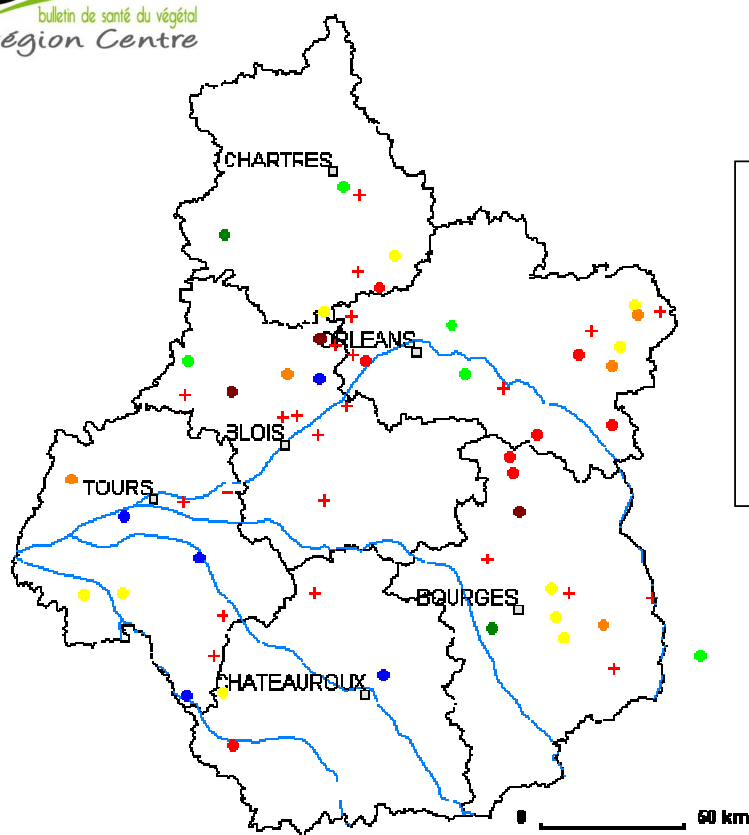 bulletin de santé du végétal
égion Centre
CHARTRES
ORLEANS
BLOIS
TOURS
BOURGES
CHATEAUROUX
0 50 km